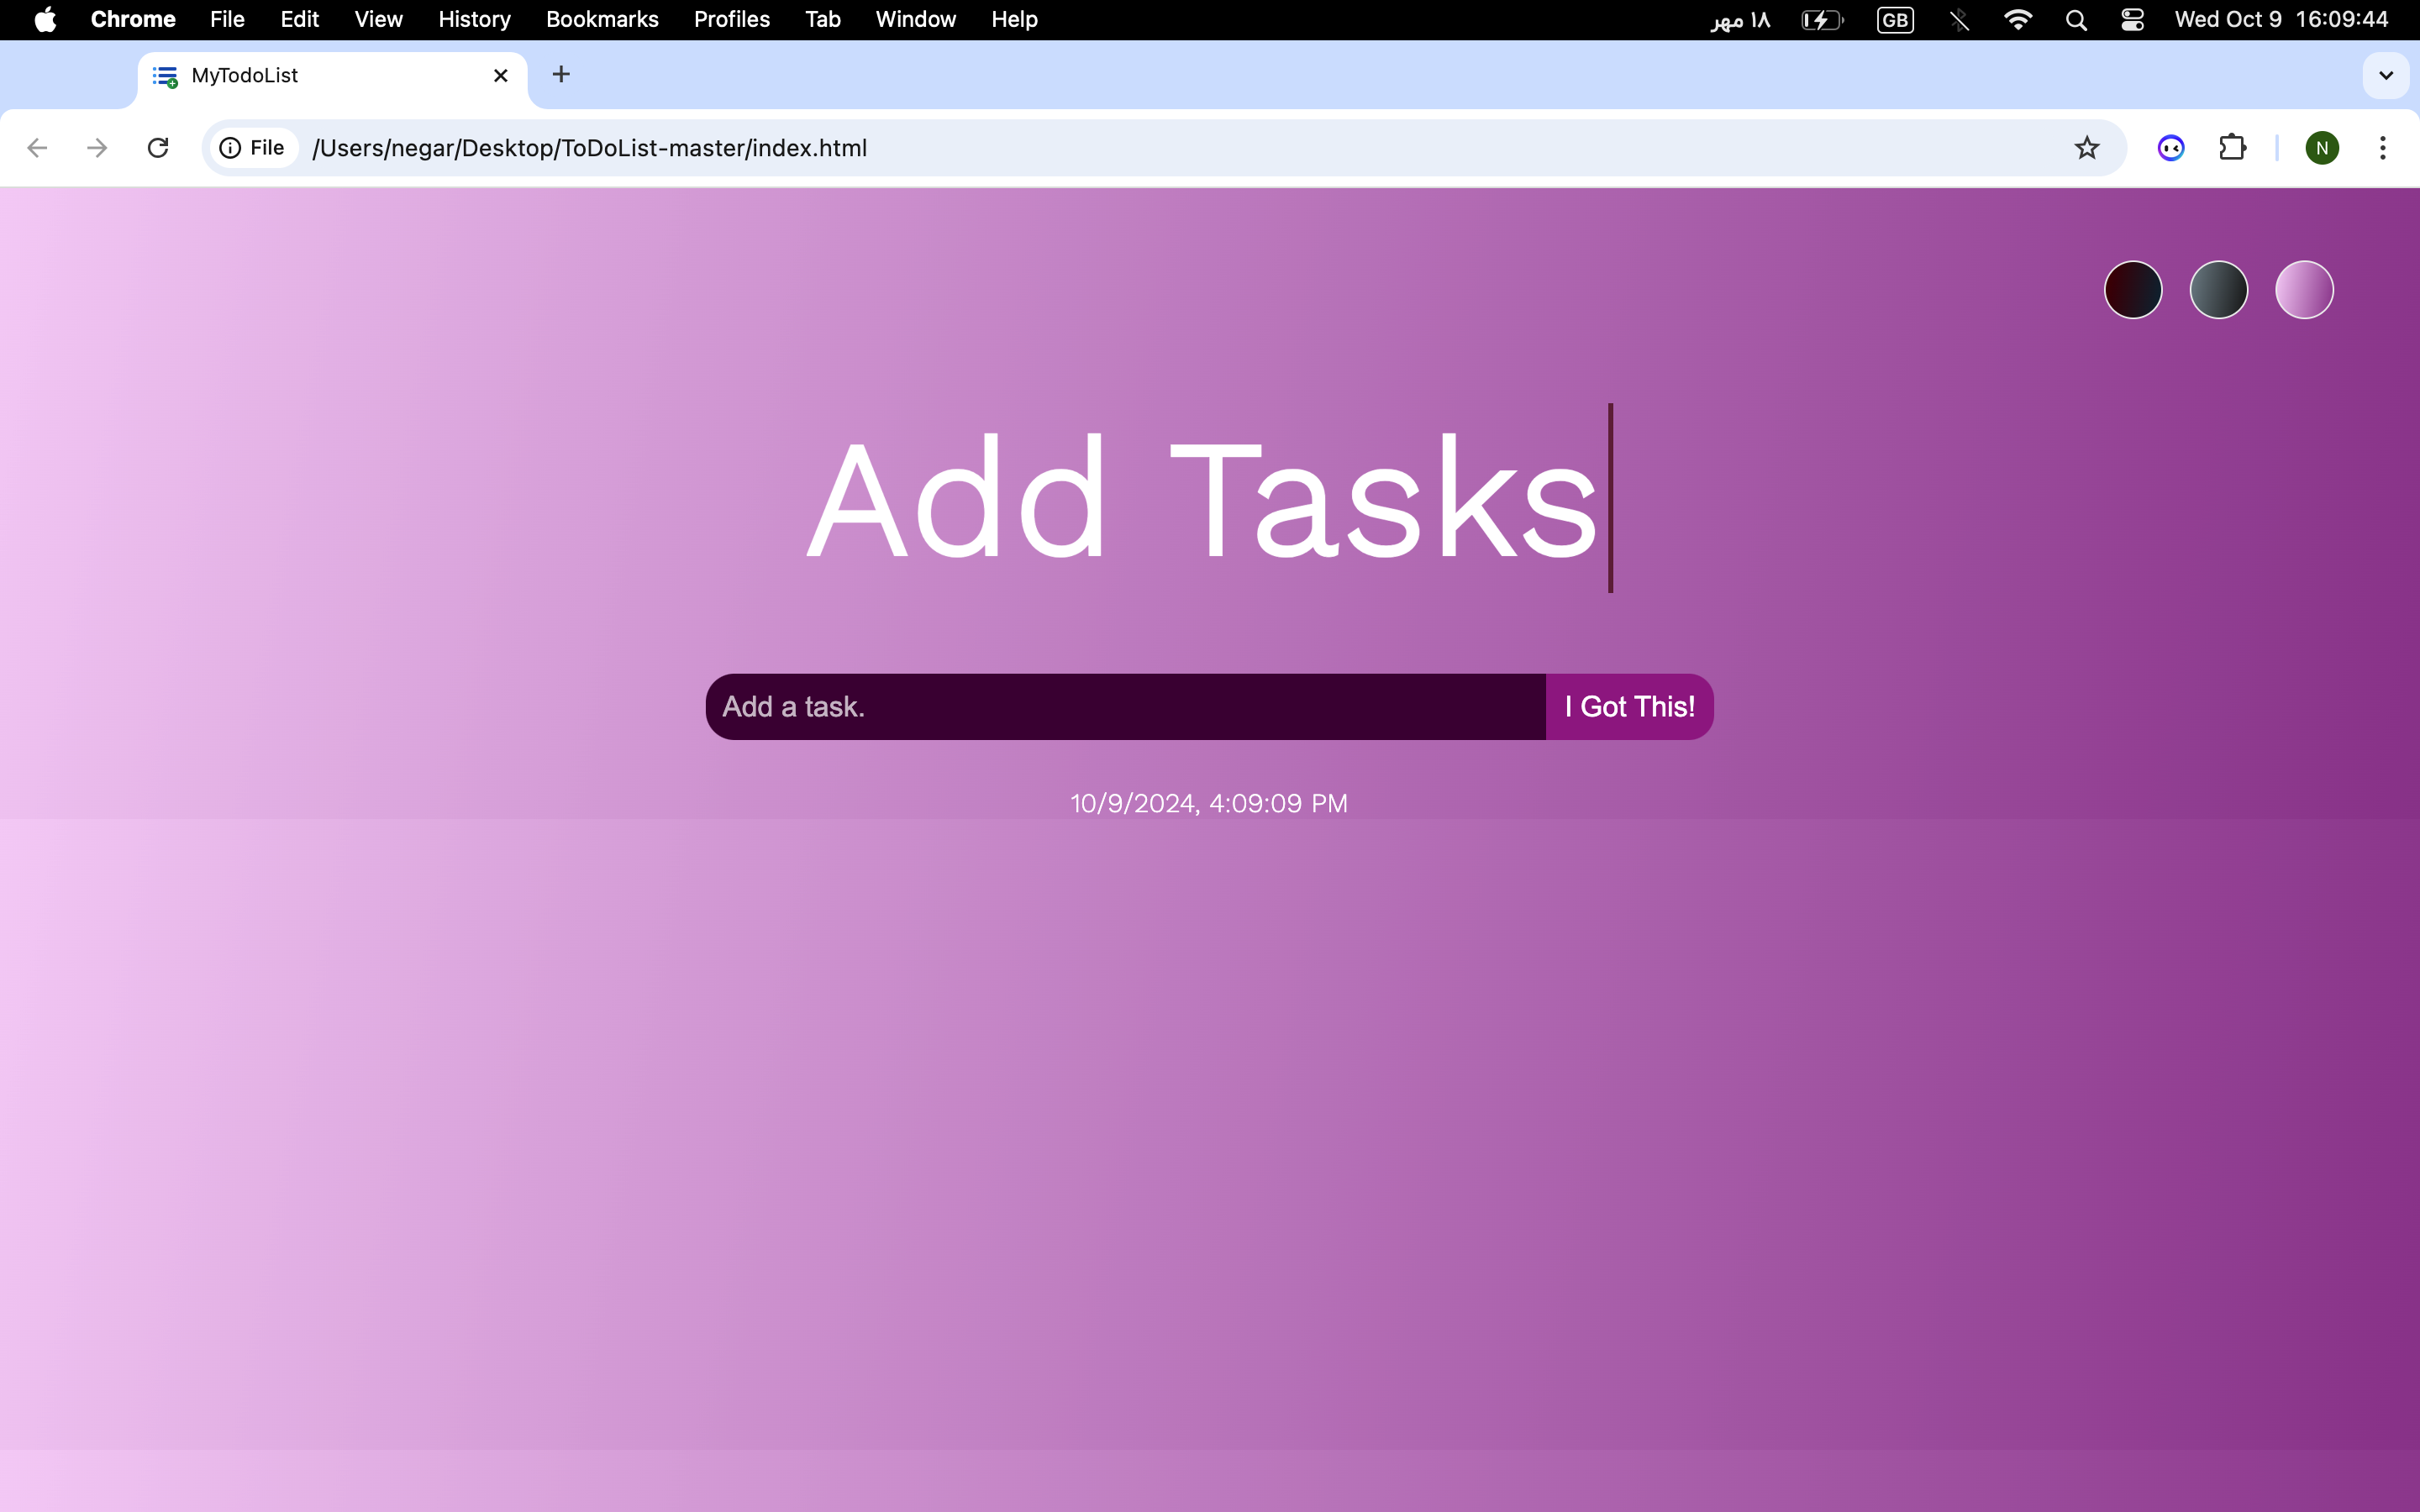 Chrome File Edit View History Bookmarks Profiles Tab Window Help ۱۸ مهر GB Wed Oct 9 16:09:44
MyTodoList
File /Users/negar/Desktop/ToDoList-master/index.html N
Add Tasks
Add a task. I Got This!
10/9/2024, 4:09:09 PM